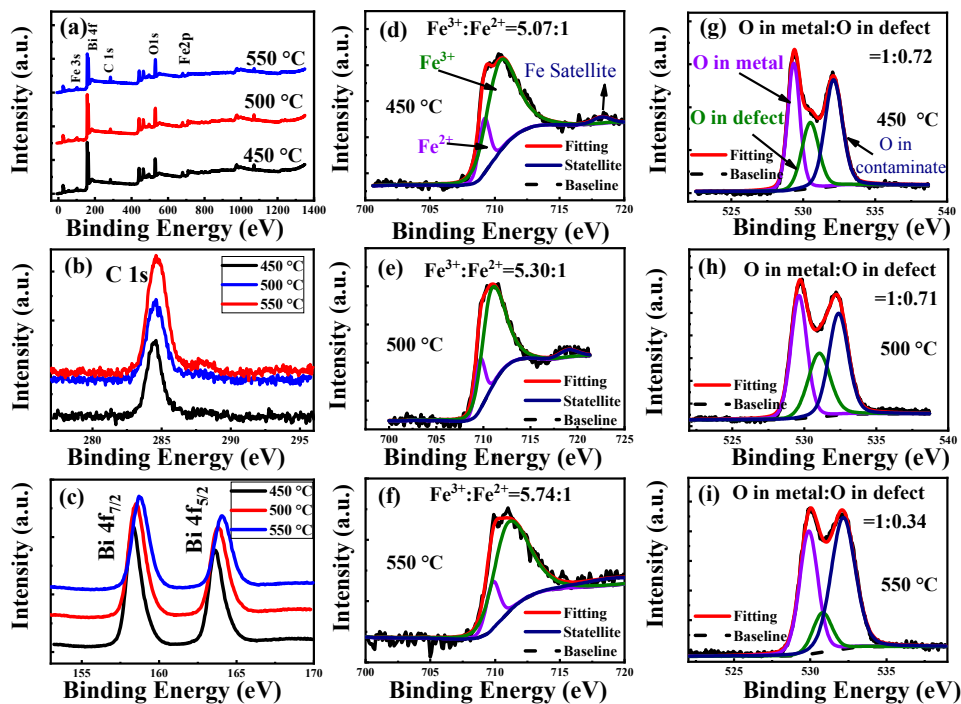 (a)
Fe 3s
Bi 4f
C 1s
O1s
Fe2p
550 °C
500 °C
450 °C
Intensity (a.u.)
0 200 400 600 800 1000 1200 1400
Binding Energy (eV)
(b)
C 1s
450 °C
500 °C
550 °C
Intensity (a.u.)
280 285 290 295
Binding Energy (eV)
(c)
Bi 4f7/2
Bi 4f5/2
450 °C
500 °C
550 °C
Intensity (a.u.)
155 160 165 170
Binding Energy (eV)
(d)
Fe3+:Fe2+=5.07:1
Fe3+
Fe Satellite
450 °C
Fe2+
Fitting
Statellite
Baseline
Intensity (a.u.)
700 705 710 715 720
Binding Energy (eV)
(e)
Fe3+:Fe2+=5.30:1
500 °C
Fitting
Statellite
Baseline
Intensity (a.u.)
700 705 710 715 720 725
Binding Energy (eV)
(f)
Fe3+:Fe2+=5.74:1
550 °C
Fitting
Statellite
Baseline
Intensity (a.u.)
700 705 710 715 720
Binding Energy (eV)
(g)
O in metal:O in defect
=1:0.72
O in metal
O in defect
450 °C
O in
contaminate
Fitting
Baseline
Intensity (a.u.)
525 530 535 540
Binding Energy (eV)
(h)
O in metal:O in defect
=1:0.71
500 °C
Fitting
Baseline
Intensity (a.u.)
525 530 535 540
Binding Energy (eV)
(i)
O in metal:O in defect
=1:0.34
550 °C
Fitting
Baseline
Intensity (a.u.)
525 530 535 540
Binding Energy (eV)